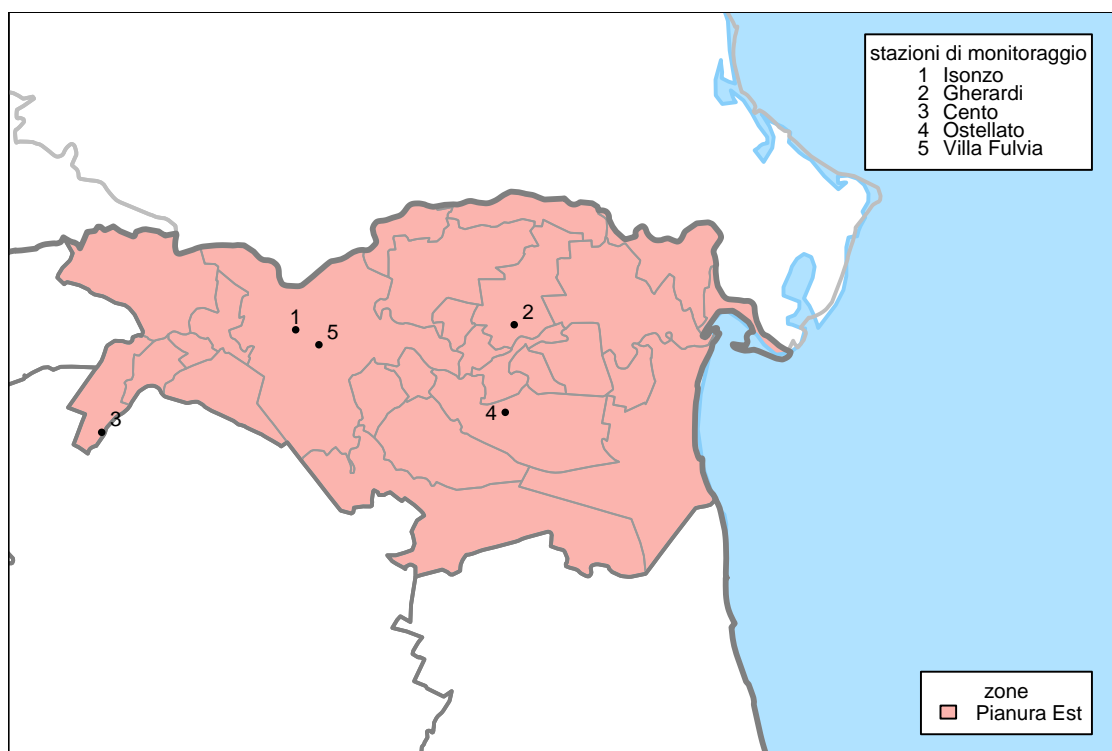 stazioni di monitoraggio
1 Isonzo
2 Gherardi
3 Cento
4 Ostellato
5 Villa Fulvia
2
1
5
4
3
zone
Pianura Est